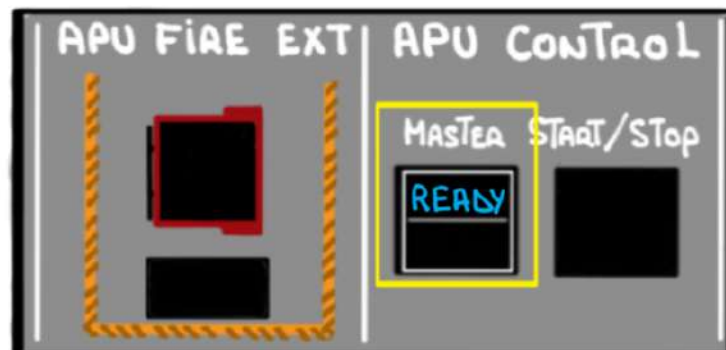 APU FIRE EXT
APU CONTROL
MASTER
START/STOP
READY